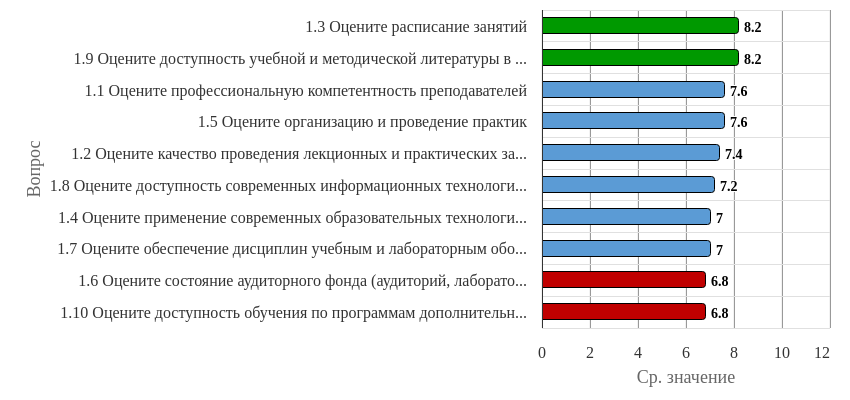 1.3 Оцените расписание занятий 8.2
1.9 Оцените доступность учебной и методической литературы в ... 8.2
1.1 Оцените профессиональную компетентность преподавателей 7.6
1.5 Оцените организацию и проведение практик 7.6
1.2 Оцените качество проведения лекционных и практических за... 7.4
1.8 Оцените доступность современных информационных технологи... 7.2
1.4 Оцените применение современных образовательных технологи... 7
1.7 Оцените обеспечение дисциплин учебным и лабораторным обо... 7
1.6 Оцените состояние аудиторного фонда (аудиторий, лаборато... 6.8
1.10 Оцените доступность обучения по программам дополнительн... 6.8
Вопрос
0 2 4 6 8 10 12
Ср. значение